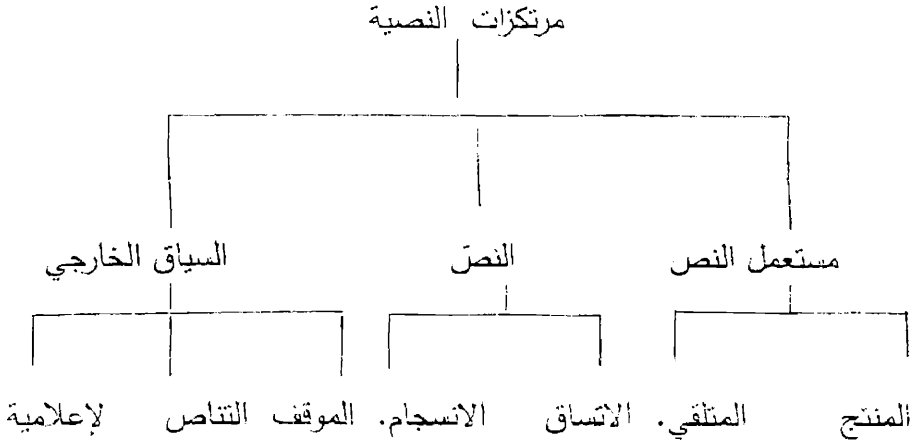 مرتكزات النصية
مستعمل النص النصّ السياق الخارجي
المنتج المتلقي. الاتساق الانسجام. الموقف التناص لإعلامية